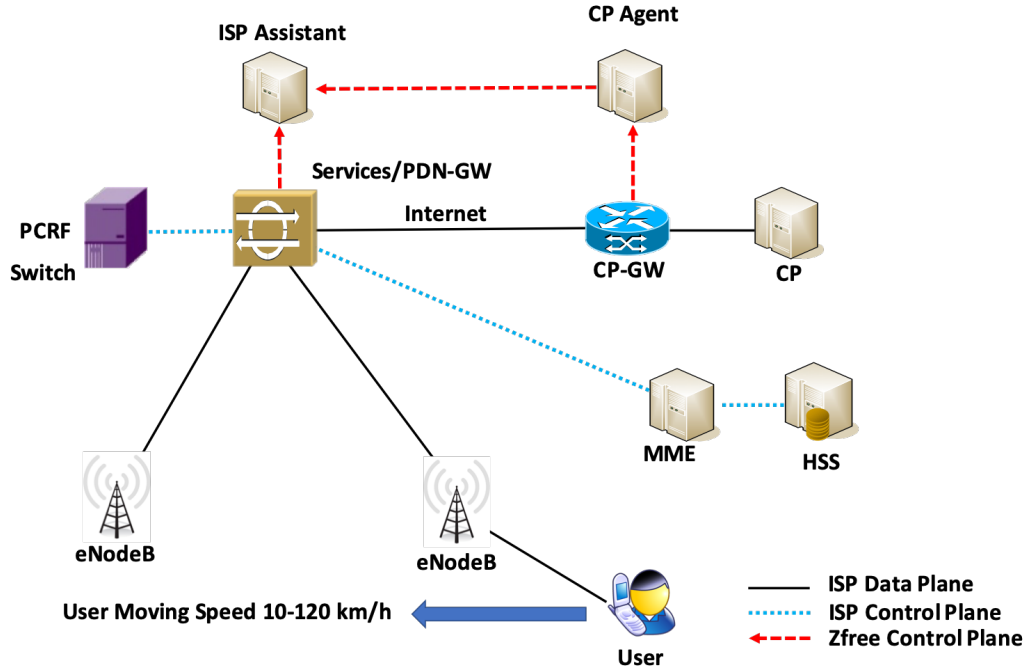 CP Agent
ISP Assistant
Services/PDN-GW
PCRF
Switch
Internet
CP-GW
CP
MME
HSS
eNodeB
eNodeB
User Moving Speed 10-120 km/h
User
ISP Data Plane
ISP Control Plane
Zfree Control Plane